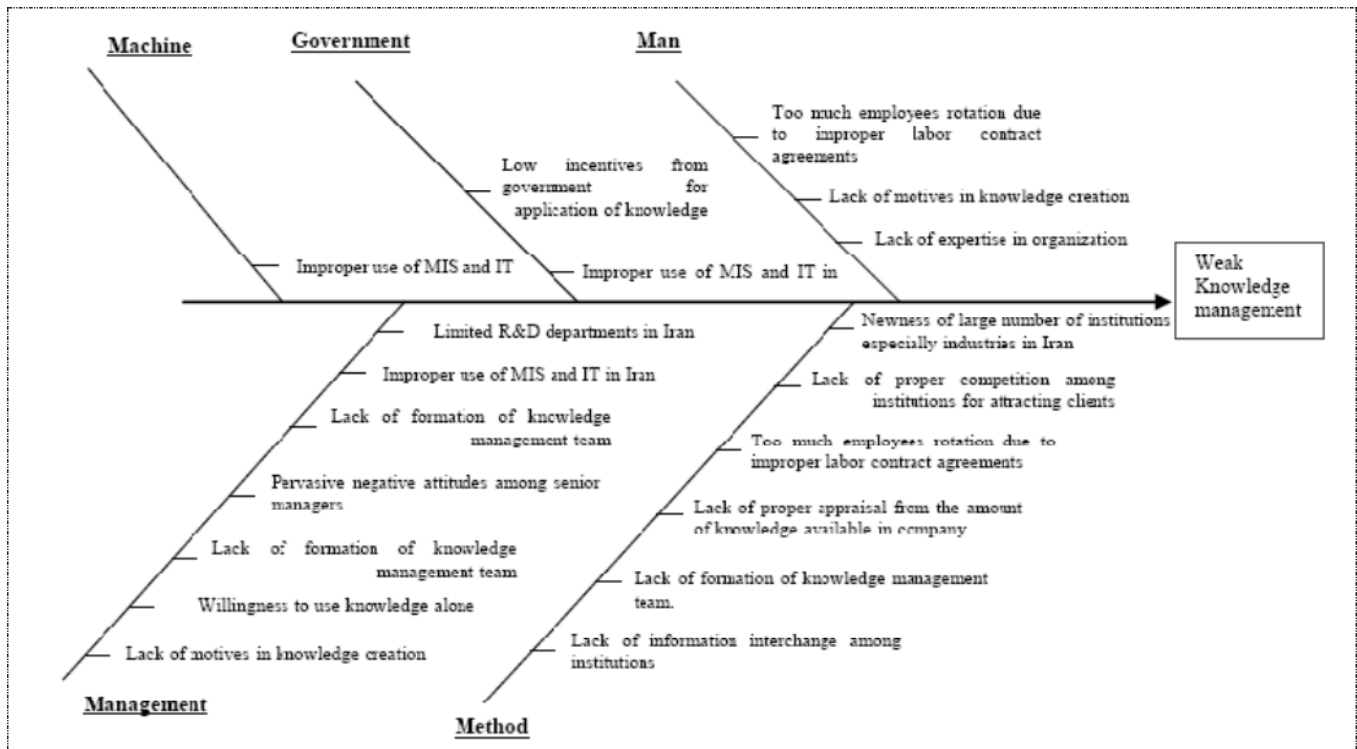 Machine
Government
Man
Too much employees rotation due
to improper labor contract
agreements
Low incentives from
government for
application of knowledge
Lack of motives in knowledge creation
Lack of expertise in organization
Improper use of MIS and IT
Improper use of MIS and IT in
Weak
Knowledge
management
Limited R&D departments in Iran
Improper use of MIS and IT in Iran
Lack of formation of knowledge
management team
Pervasive negative attitudes among senior
managers
Lack of formation of knowledge
management team
Willingness to use knowledge alone
Lack of motives in knowledge creation
Management
Newness of large number of institutions
especially industries in Iran
Lack of proper competition among
institutions for attracting clients
Too much employees rotation due to
improper labor contract agreements
Lack of proper appraisal from the amount
of knowledge available in company
Lack of formation of knowledge management
team.
Lack of information interchange among
institutions
Method